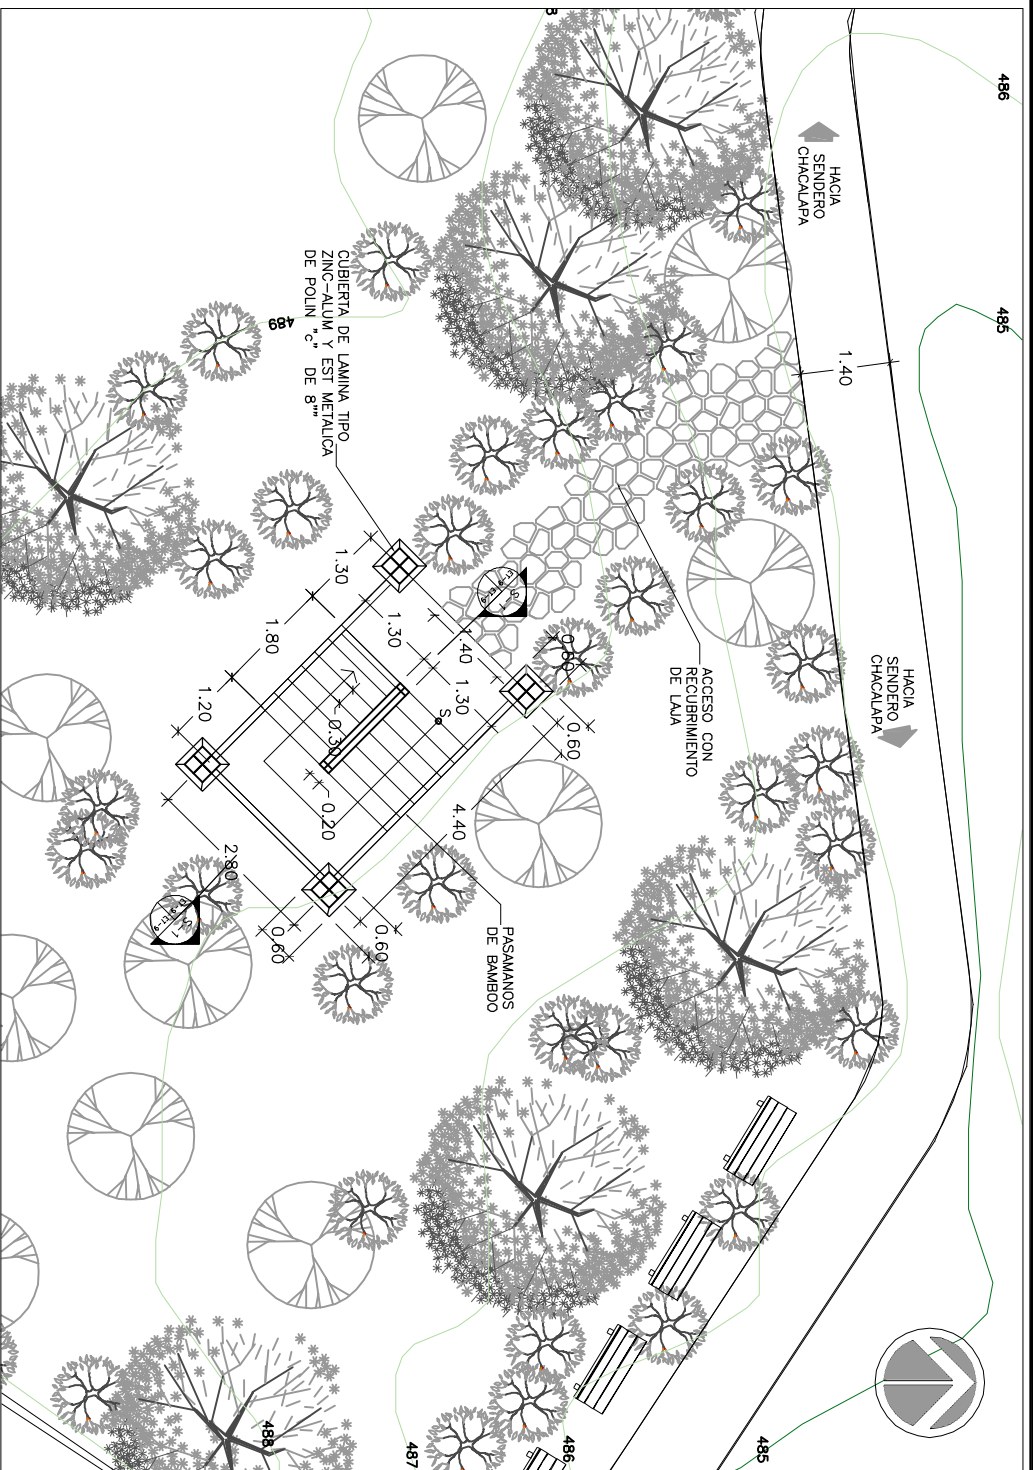 486
485
HACIA
SENDERO
CHACALAPA
1.40
CUBIERTA DE LAMINA TIPO
ZINC-ALUM Y EST METALICA
DE POLIN "c" DE 8""
489
HACIA
SENDERO
CHACALAPA
ACCESO CON
RECUBRIMIENTO
DE LAJA
1.30
1.80
1.20
1.30
1.40
1.30
0.60
0.60
S
0.30
0.20
4.40
2.80
0.60
0.60
PASAMANOS
DE BAMBOO
488
487
486
485